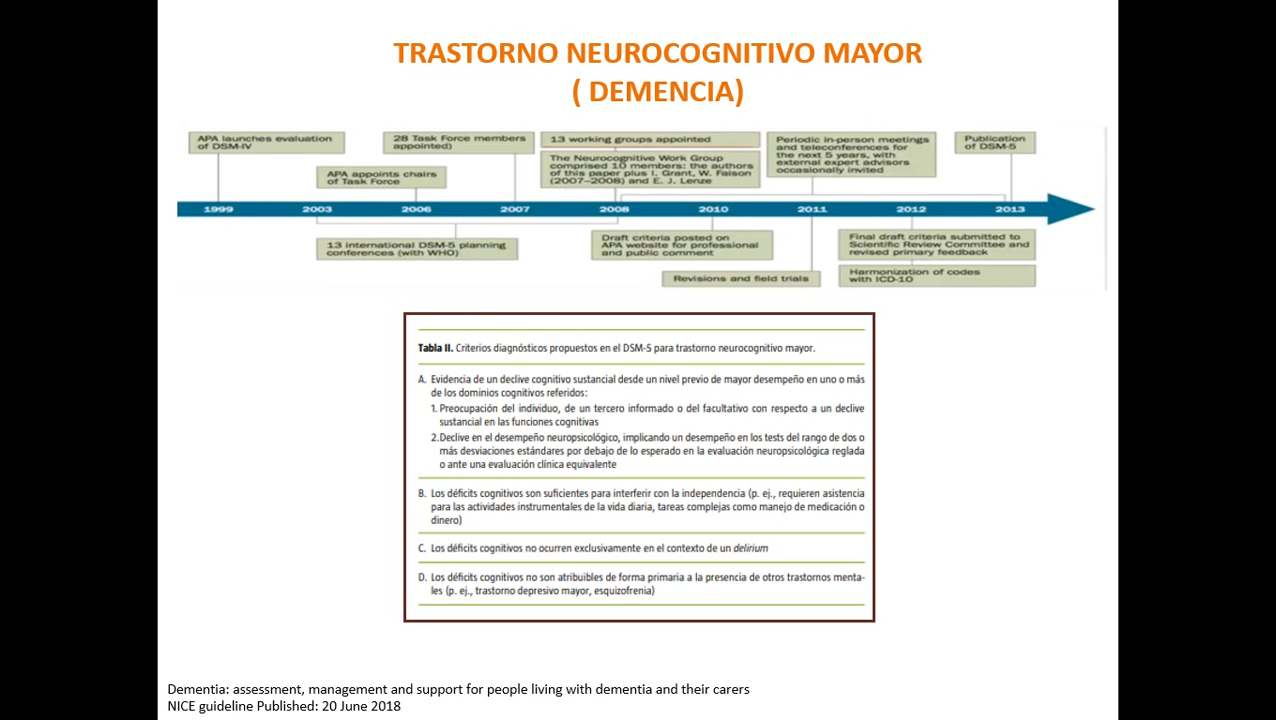 TRASTORNO NEUROCOGNITIVO MAYOR
( DEMENCIA)
APA launches evaluation
of DSM-IV
28 Task Force members
appointed)
13 working groups appointed
Periodic in-person meetings
and teleconferences for
the next 5 years, with
external expert advisors
occasionally invited
Publication
of DSM-5
APA appoints chairs
of Task Force
The Neurocognitive Work Group
comprised 10 members: the authors
of this paper plus I. Grant, W. Faison
(2007–2008) and E. J. Lenze
1999 2003 2006 2007 2008 2010 2011 2012 2013
13 international DSM-5 planning
conferences (with WHO)
Draft criteria posted on
APA website for professional
and public comment
Final draft criteria submitted to
Scientific Review Committee and
revised primary feedback
Revisions and field trials
Harmonization of codes
with ICD-10
Tabla II. Criterios diagnósticos propuestos en el DSM-5 para trastorno neurocognitivo mayor.
A. Evidencia de un declive cognitivo sustancial desde un nivel previo de mayor desempeño en uno o más
de los dominios cognitivos referidos:
1. Preocupación del individuo, de un tercero informado o del facultativo con respecto a un declive
sustancial en las funciones cognitivas
2.Declive en el desempeño neuropsicológico, implicando un desempeño en los tests del rango de dos o
más desviaciones estándares por debajo de lo esperado en la evaluación neuropsicológica reglada
o ante una evaluación clínica equivalente
B. Los déficits cognitivos son suficientes para interferir con la independencia (p. ej., requieren asistencia
para las actividades instrumentales de la vida diaria, tareas complejas como manejo de medicación o
dinero)
C. Los déficits cognitivos no ocurren exclusivamente en el contexto de un delirium
D. Los déficits cognitivos no son atribuibles de forma primaria a la presencia de otros trastornos menta-
les (p. ej., trastorno depresivo mayor, esquizofrenia)
Dementia: assessment, management and support for people living with dementia and their carers
NICE guideline Published: 20 June 2018